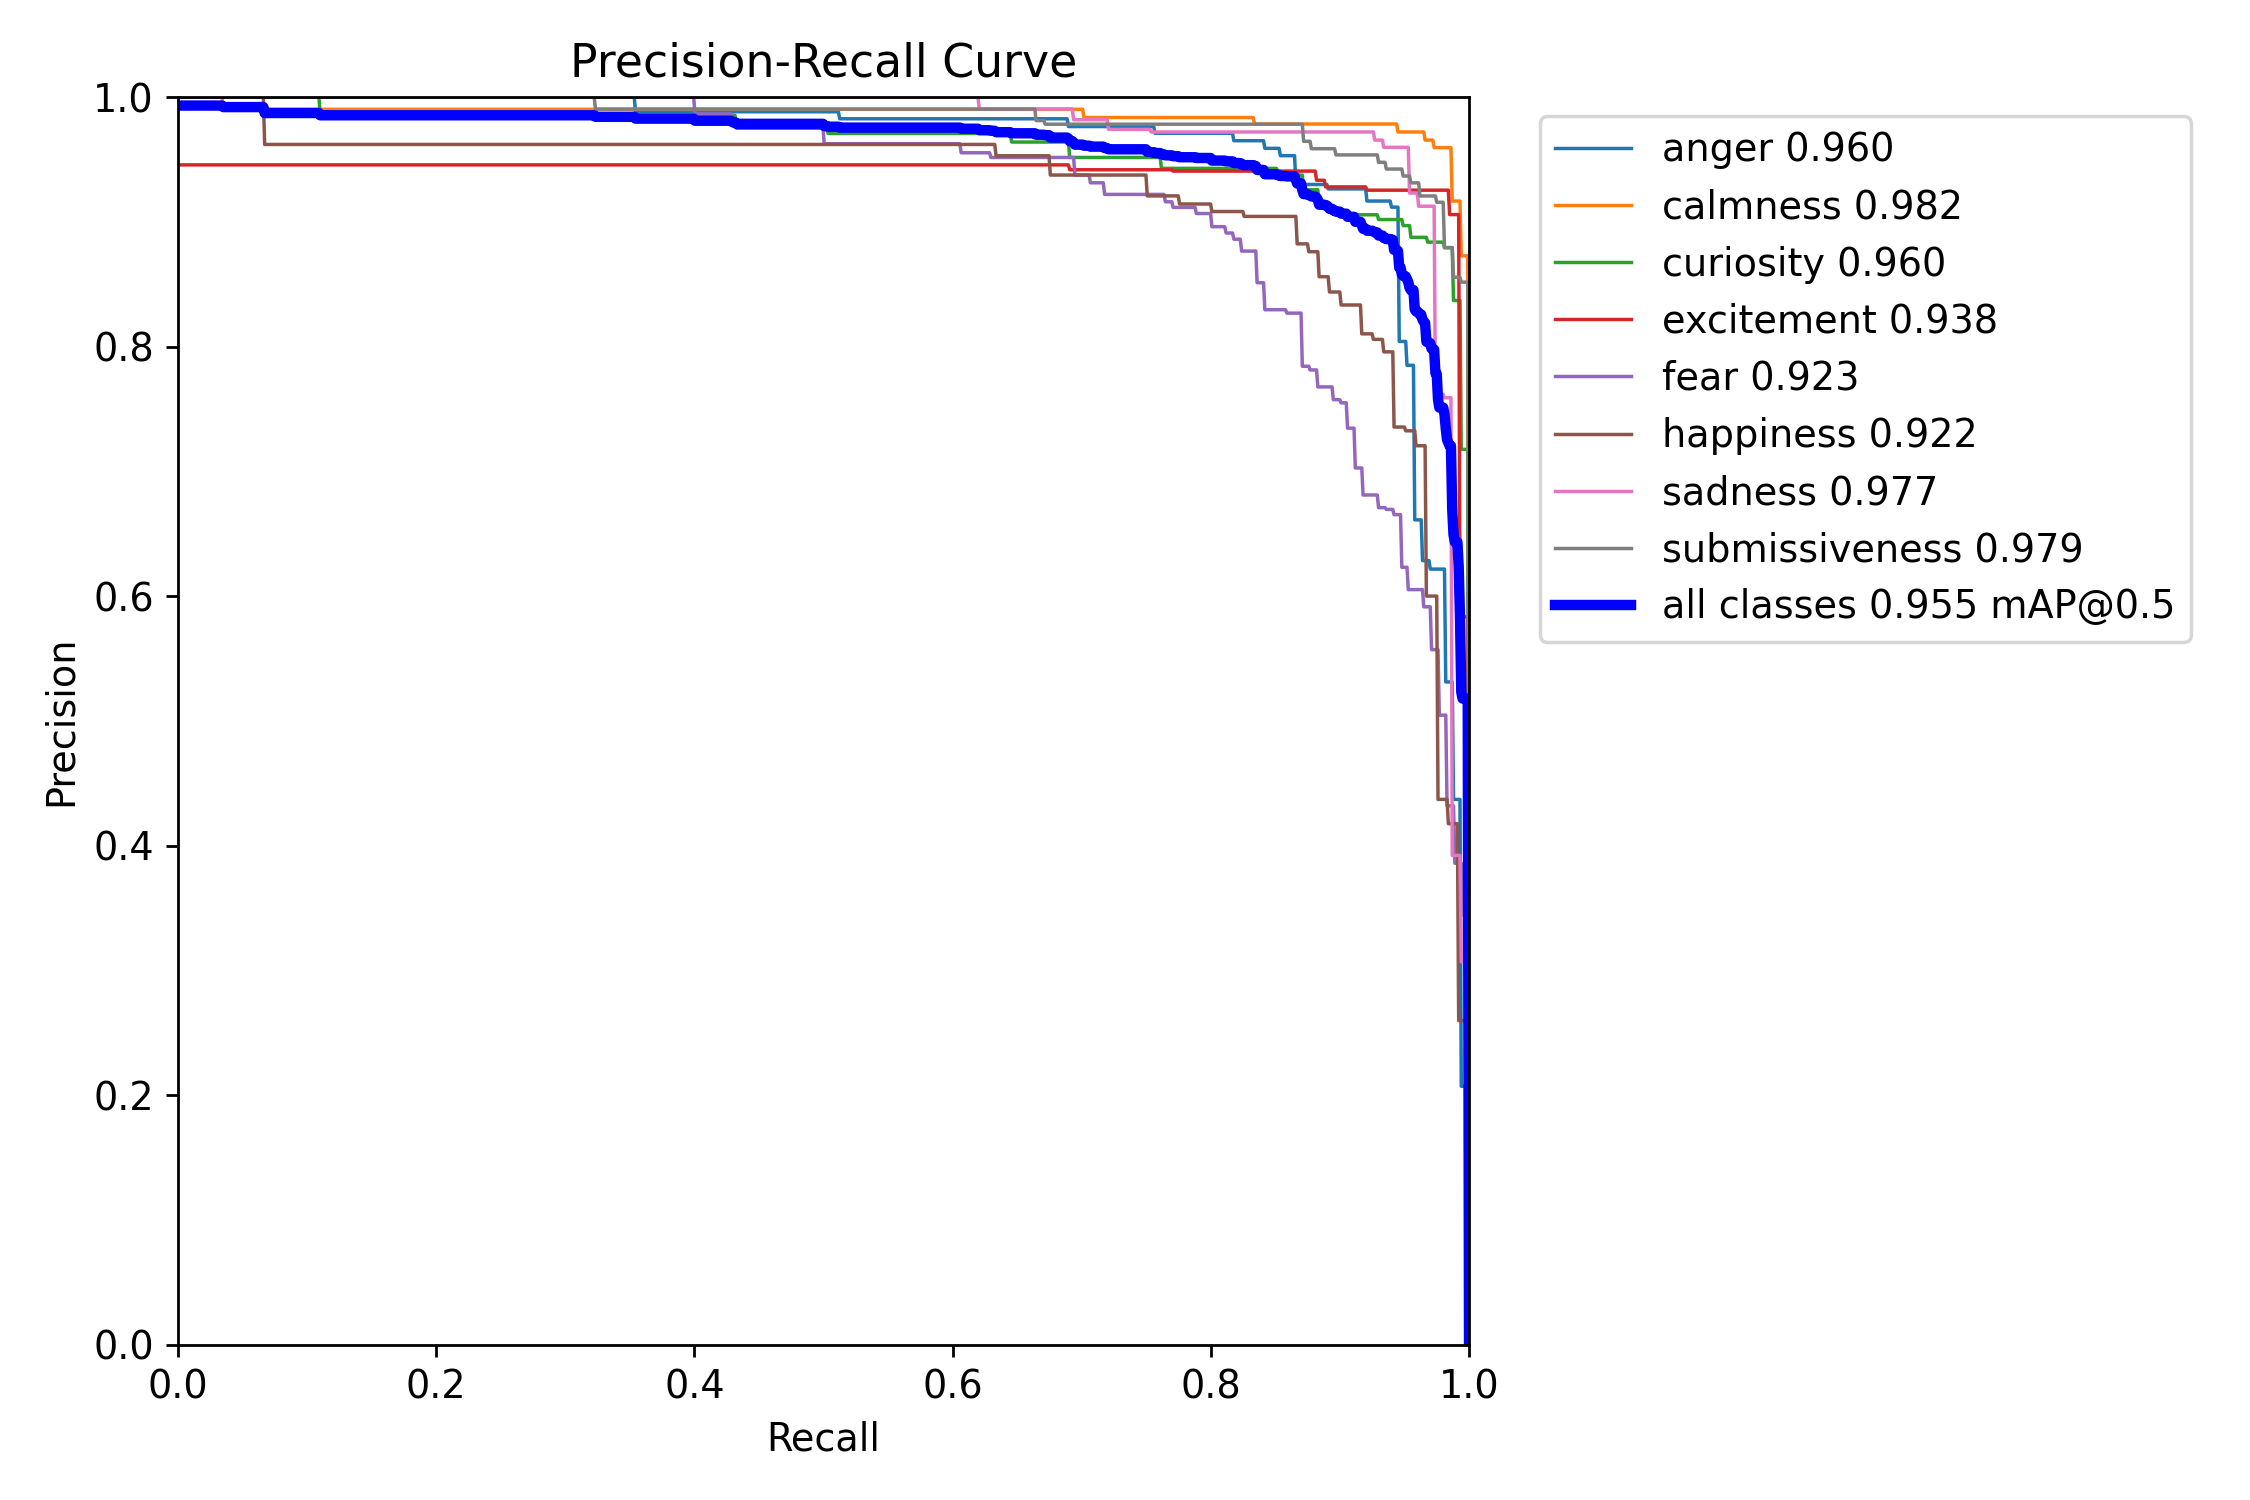 Precision-Recall Curve
1.0
0.8
0.6
0.4
0.2
0.0
Precision
0.0 0.2 0.4 0.6 0.8 1.0
Recall
anger 0.960
calmness 0.982
curiosity 0.960
excitement 0.938
fear 0.923
happiness 0.922
sadness 0.977
submissiveness 0.979
all classes 0.955 mAP@0.5